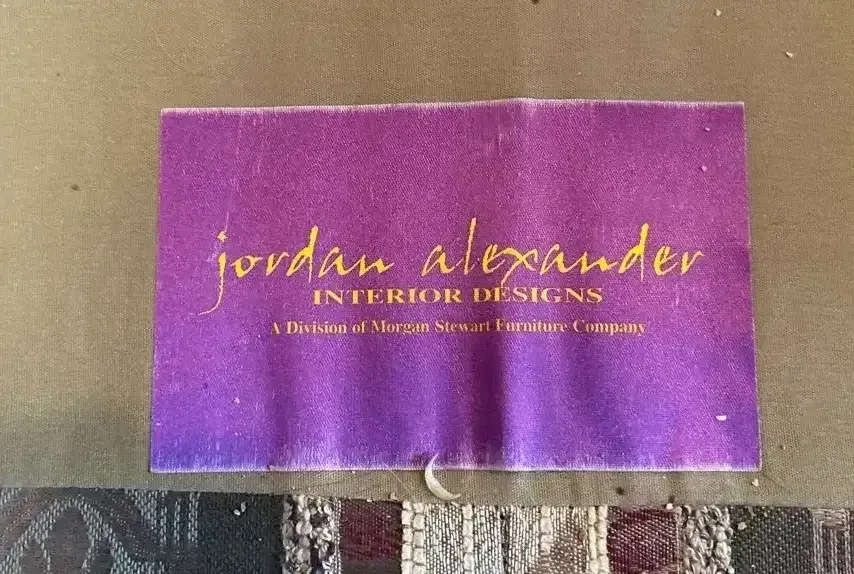 jordan alexander
INTERIOR DESIGNS
A Division of Morgan Stewart Furniture Company